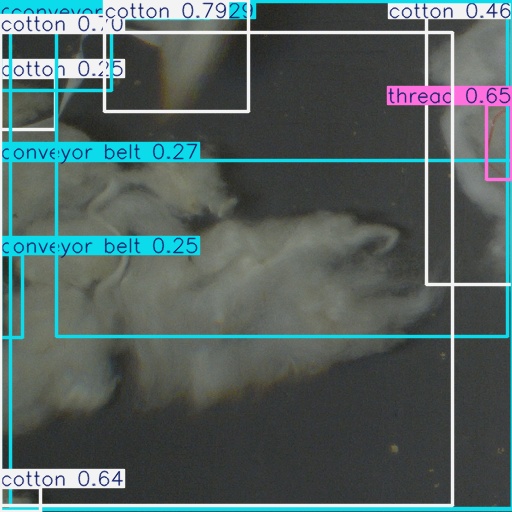 conveyor
cotton 0.79
29
cotton 0.46
cotton 0.70
cotton 0.25
thread 0.65
conveyor belt 0.27
conveyor belt 0.25
cotton 0.64